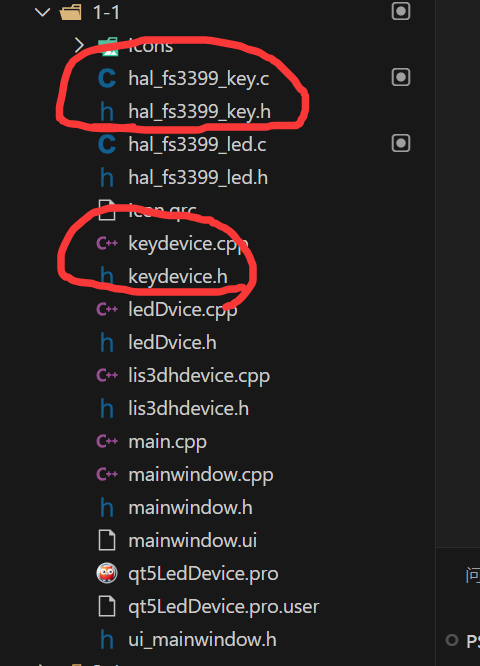 1-1
Icons
C hal_fs3399_key.c
h hal_fs3399_key.h
C hal_fs3399_led.c
h hal_fs3399_led.h
icon.qrc
C++ keydevice.cpp
h keydevice.h
C++ ledDvice.cpp
h ledDvice.h
C++ lis3dhdevice.cpp
h lis3dhdevice.h
C++ main.cpp
C++ mainwindow.cpp
h mainwindow.h
mainwindow.ui
qt5LedDevice.pro
qt5LedDevice.pro.user
h ui_mainwindow.h
问
PS